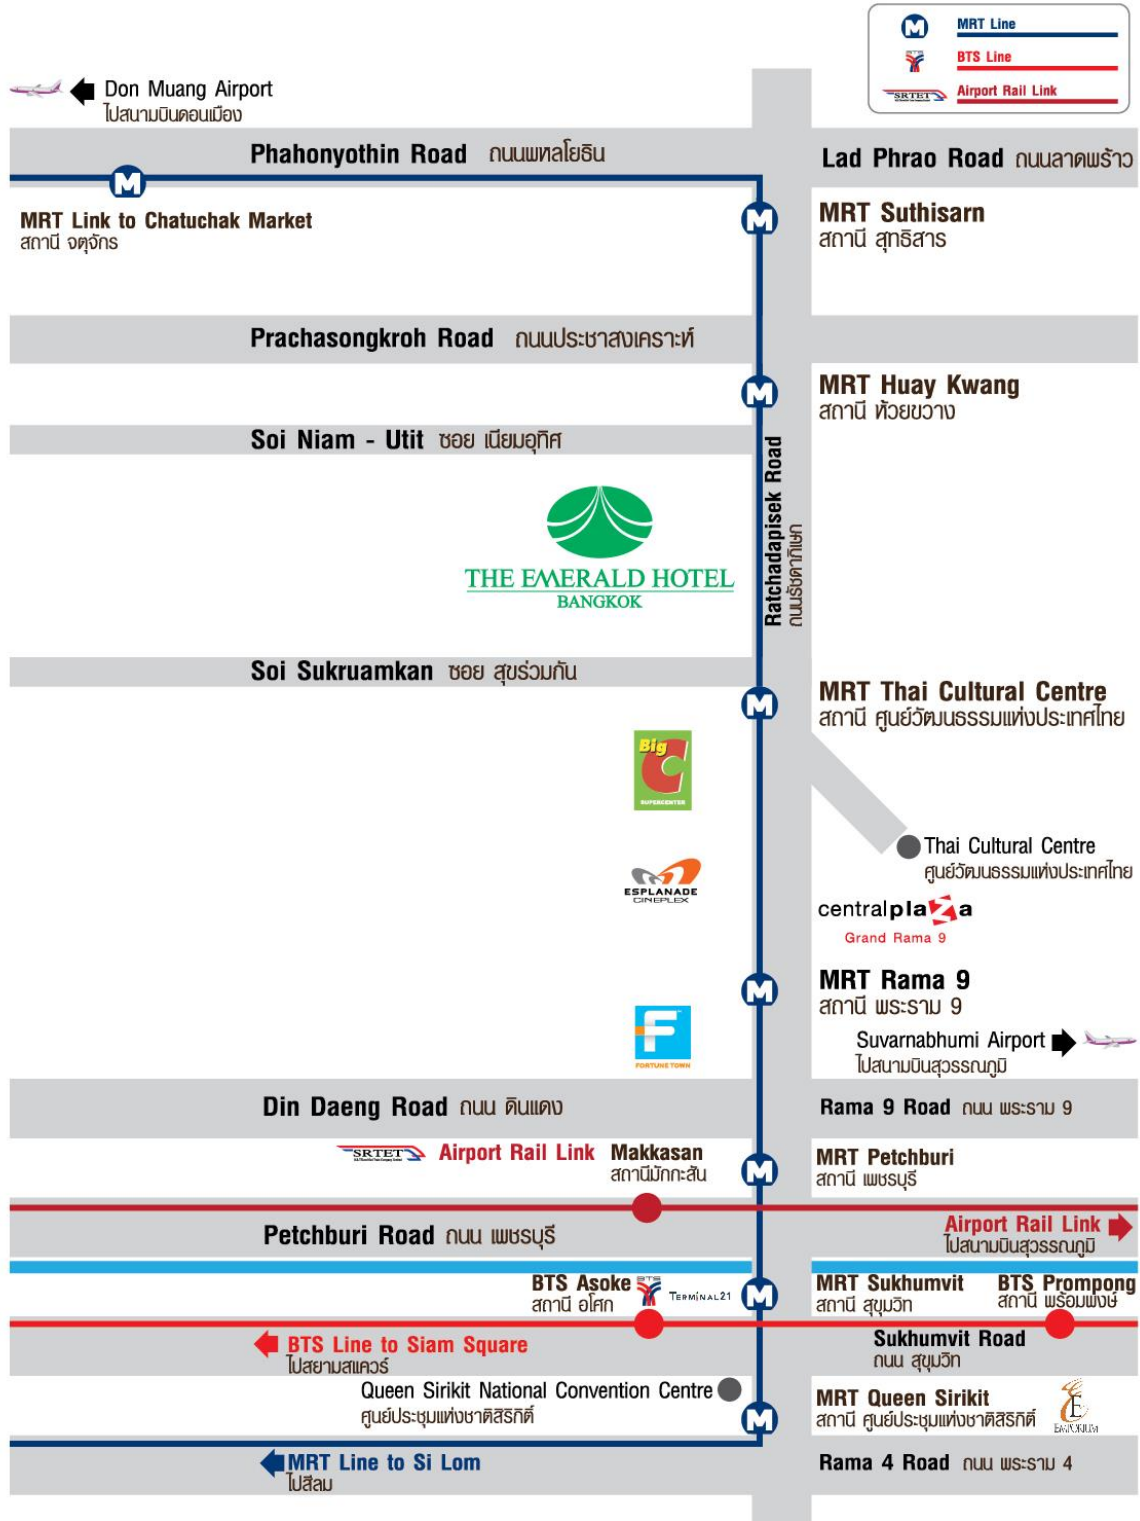 MRT Line
BTS Line
SRTET Airport Rail Link
Don Muang Airport
ไปสนามบินดอนเมือง
Phahonyothin Road ถนนพหลโยธิน
Lad Phrao Road ถนนลาดพร้าว
MRT Link to Chatuchak Market
สถานี จตุจักร
MRT Suthisarn
สถานี สุทธิสาร
Prachasongkroh Road ถนนประชาสงเคราะห์
MRT Huay Kwang
สถานี ห้วยขวาง
Soi Niam - Utit ซอย เนียมอุทิศ
Ratchadapisek Road
ถนนรัชดาภิเษก
THE EMERALD HOTEL
BANGKOK
Soi Sukruamkan ซอย สุขร่วมกัน
MRT Thai Cultural Centre
สถานี ศูนย์วัฒนธรรมแห่งประเทศไทย
Big C
SUPERCENTER
Thai Cultural Centre
ศูนย์วัฒนธรรมแห่งประเทศไทย
ESPLANADE
CINEPLEX
centralplaza
Grand Rama 9
MRT Rama 9
สถานี พระราม 9
FORTUNE TOWN
Suvarnabhumi Airport
ไปสนามบินสุวรรณภูมิ
Din Daeng Road ถนน ดินแดง
Rama 9 Road ถนน พระราม 9
SRTET Airport Rail Link Makkasan
สถานีมักกะสัน
MRT Petchburi
สถานี เพชรบุรี
Petchburi Road ถนน เพชรบุรี
Airport Rail Link
ไปสนามบินสุวรรณภูมิ
BTS Asoke
สถานี อโศก
BTS
TERMINAL21
MRT Sukhumvit
สถานี สุขุมวิท
BTS Prompong
สถานี พร้อมพงษ์
BTS Line to Siam Square
ไปสยามสแควร์
Sukhumvit Road
ถนน สุขุมวิท
Queen Sirikit National Convention Centre
ศูนย์ประชุมแห่งชาติสิริกิติ์
MRT Queen Sirikit
สถานี ศูนย์ประชุมแห่งชาติสิริกิติ์
EMPORIUM
MRT Line to Si Lom
ไปสีลม
Rama 4 Road ถนน พระราม 4